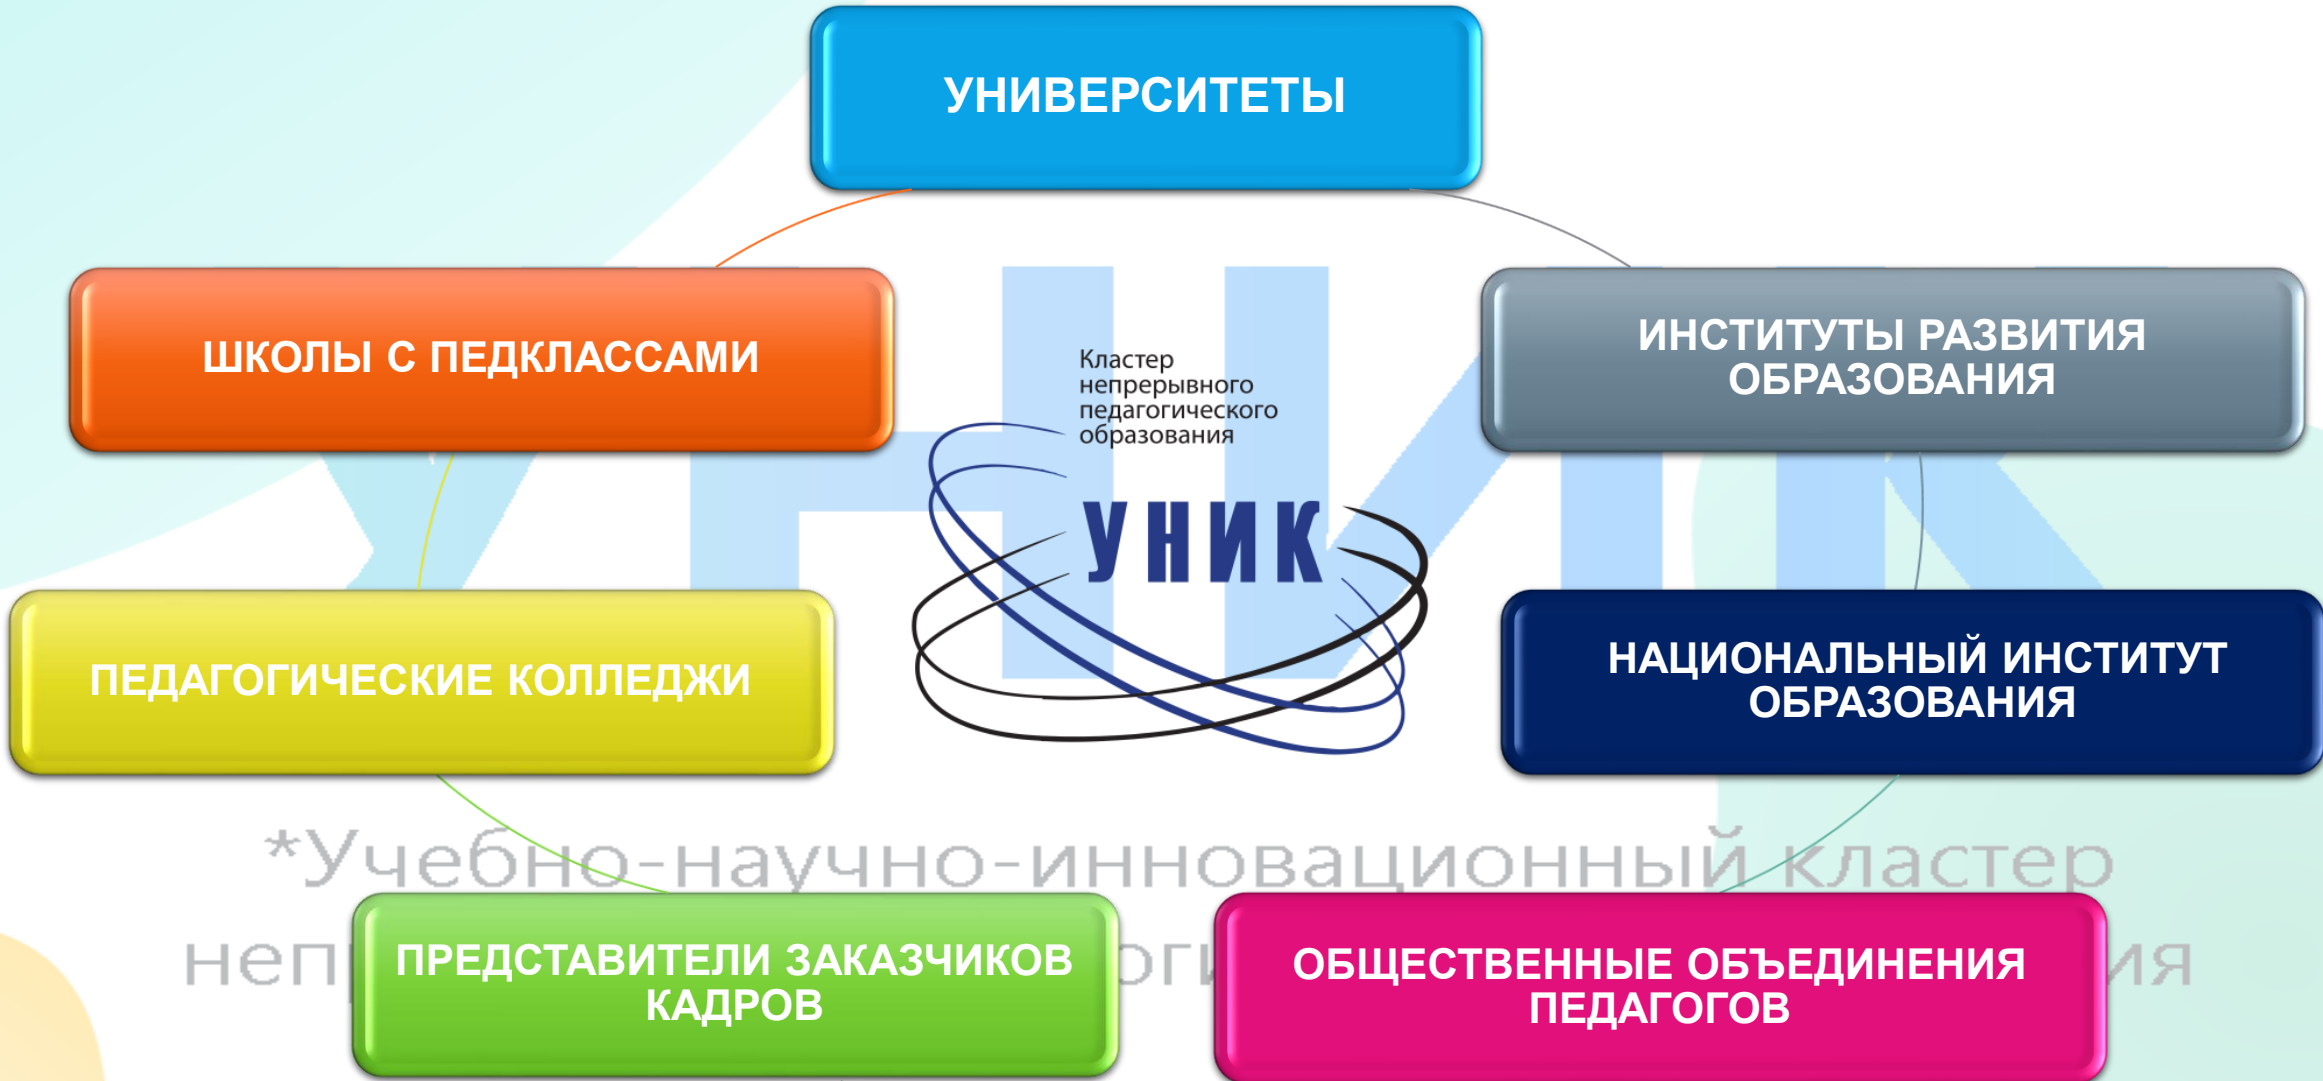 УНИВЕРСИТЕТЫ
ШКОЛЫ С ПЕДКЛАССАМИ
ИНСТИТУТЫ РАЗВИТИЯ
ОБРАЗОВАНИЯ
Кластер
непрерывного
педагогического
образования
УНИК
УНИК
ПЕДАГОГИЧЕСКИЕ КОЛЛЕДЖИ
НАЦИОНАЛЬНЫЙ ИНСТИТУТ
ОБРАЗОВАНИЯ
*Учебно-научно-инновационный кластер
ПРЕДСТАВИТЕЛИ ЗАКАЗЧИКОВ
КАДРОВ
ОБЩЕСТВЕННЫЕ ОБЪЕДИНЕНИЯ
ПЕДАГОГОВ